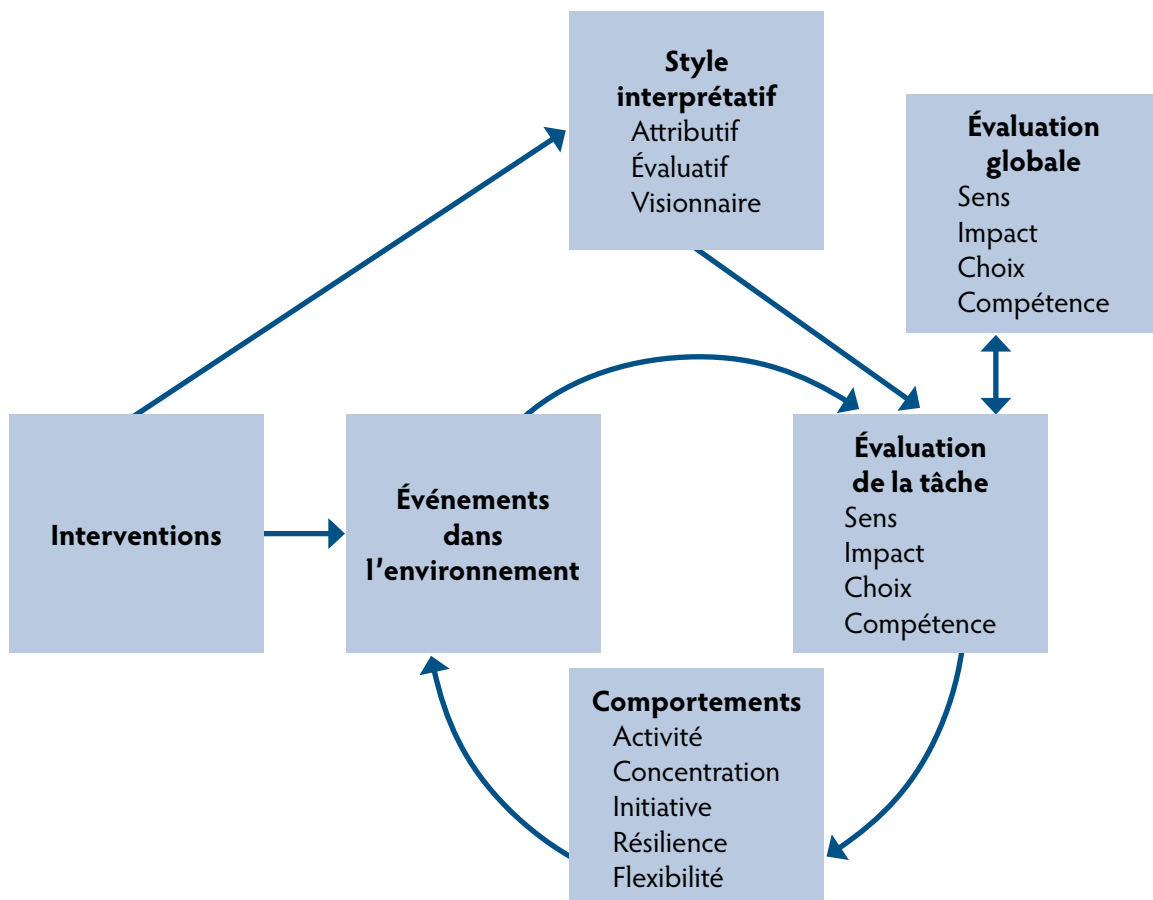 Style
interprétatif
Attributif
Évaluatif
Visionnaire
Évaluation
globale
Sens
Impact
Choix
Compétence
Interventions
Événements
dans
l'environnement
Évaluation
de la tâche
Sens
Impact
Choix
Compétence
Comportements
Activité
Concentration
Initiative
Résilience
Flexibilité